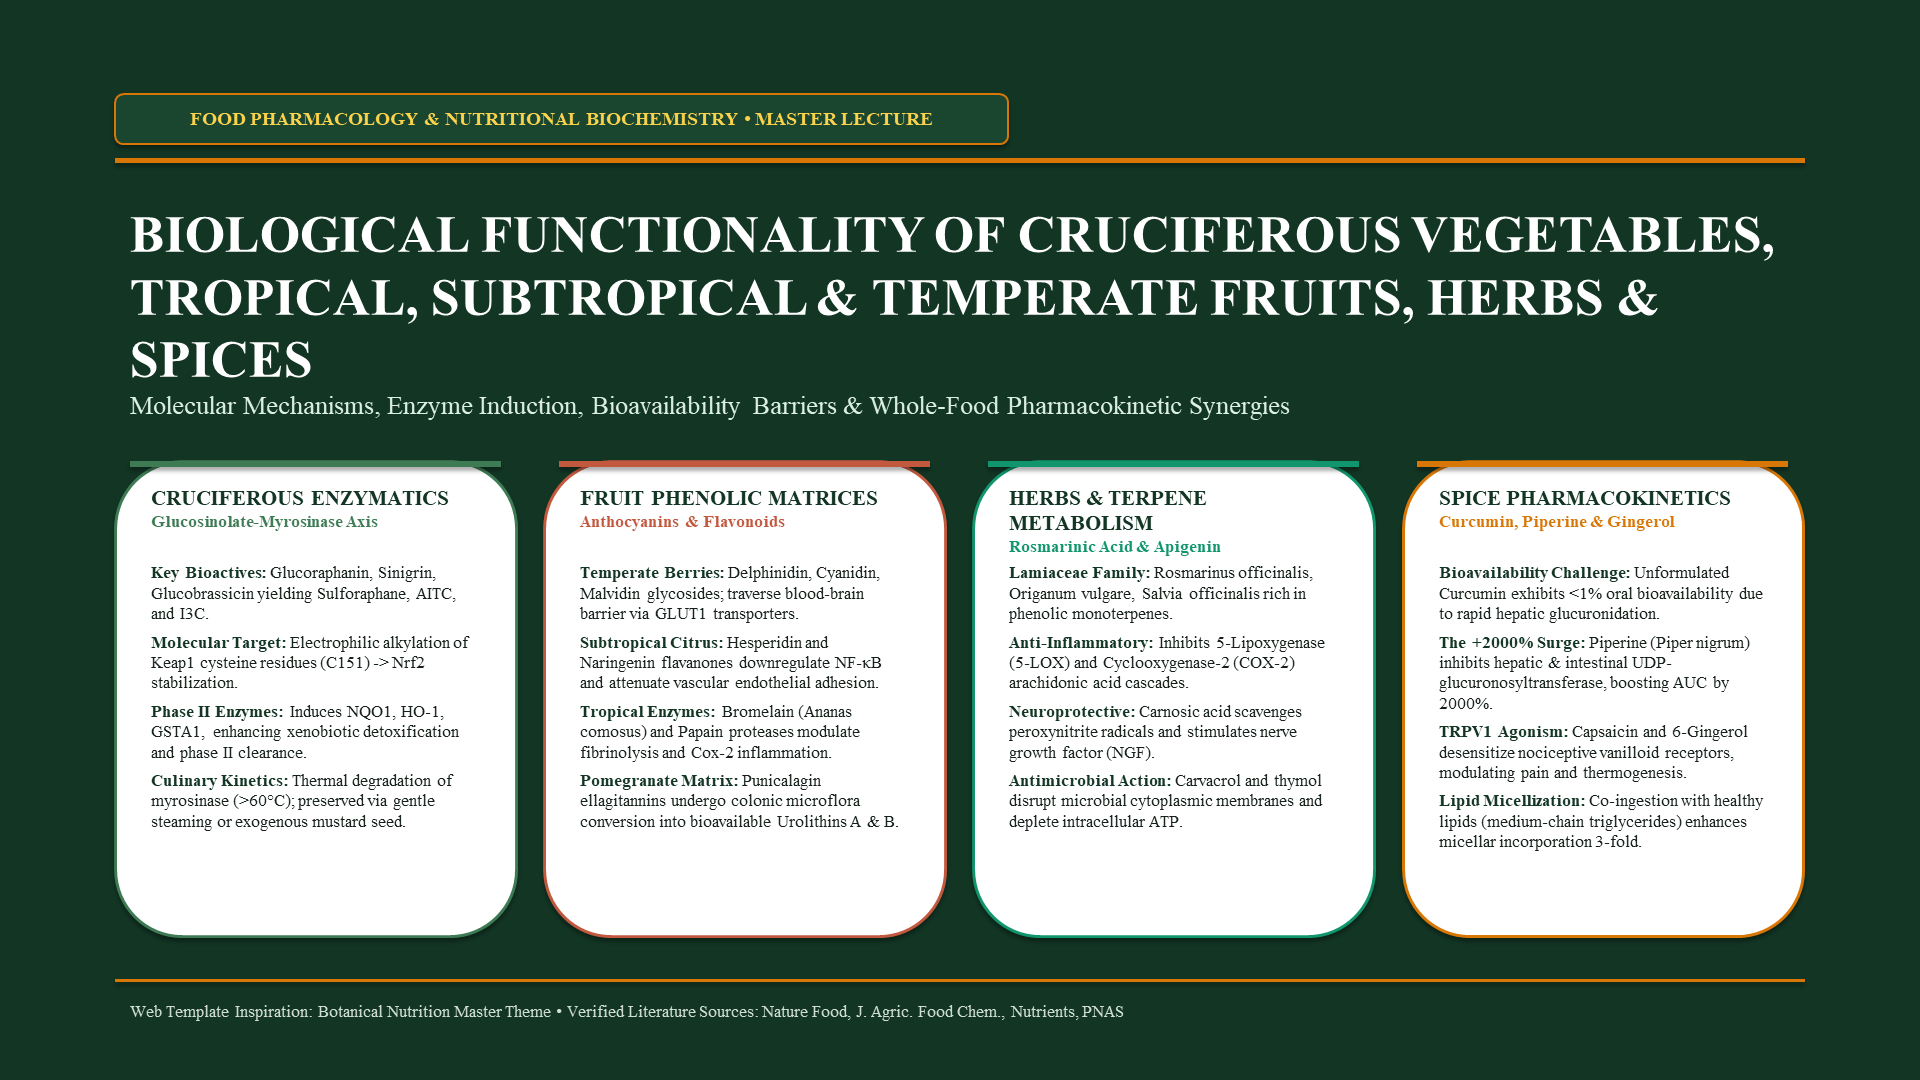 FOOD PHARMACOLOGY & NUTRITIONAL BIOCHEMISTRY • MASTER LECTURE
BIOLOGICAL FUNCTIONALITY OF CRUCIFEROUS VEGETABLES,
TROPICAL, SUBTROPICAL & TEMPERATE FRUITS, HERBS &
SPICES
Molecular Mechanisms, Enzyme Induction, Bioavailability Barriers & Whole-Food Pharmacokinetic Synergies
CRUCIFEROUS ENZYMATICS
Glucosinolate-Myrosinase Axis
Key Bioactives: Glucoraphanin, Sinigrin,
Glucobrassicin yielding Sulforaphane, AITC,
and I3C.
Molecular Target: Electrophilic alkylation of
Keap1 cysteine residues (C151) -> Nrf2
stabilization.
Phase II Enzymes: Induces NQO1, HO-1,
GSTA1, enhancing xenobiotic detoxification
and phase II clearance.
Culinary Kinetics: Thermal degradation of
myrosinase (>60°C); preserved via gentle
steaming or exogenous mustard seed.
FRUIT PHENOLIC MATRICES
Anthocyanins & Flavonoids
Temperate Berries: Delphinidin, Cyanidin,
Malvidin glycosides; traverse blood-brain
barrier via GLUT1 transporters.
Subtropical Citrus: Hesperidin and
Naringenin flavanones downregulate NF-κB
and attenuate vascular endothelial adhesion.
Tropical Enzymes: Bromelain (Ananas
comosus) and Papain proteases modulate
fibrinolysis and Cox-2 inflammation.
Pomegranate Matrix: Punicalagin
ellagitannins undergo colonic microflora
conversion into bioavailable Urolithins A & B.
HERBS & TERPENE
METABOLISM
Rosmarinic Acid & Apigenin
Lamiaceae Family: Rosmarinus officinalis,
Origanum vulgare, Salvia officinalis rich in
phenolic monoterpenes.
Anti-Inflammatory: Inhibits 5-Lipoxygenase
(5-LOX) and Cyclooxygenase-2 (COX-2)
arachidonic acid cascades.
Neuroprotective: Carnosic acid scavenges
peroxynitrite radicals and stimulates nerve
growth factor (NGF).
Antimicrobial Action: Carvacrol and thymol
disrupt microbial cytoplasmic membranes and
deplete intracellular ATP.
SPICE PHARMACOKINETICS
Curcumin, Piperine & Gingerol
Bioavailability Challenge: Unformulated
Curcumin exhibits <1% oral bioavailability due
to rapid hepatic glucuronidation.
The +2000% Surge: Piperine (Piper nigrum)
inhibits hepatic & intestinal UDP-
glucuronosyltransferase, boosting AUC by
2000%.
TRPV1 Agonism: Capsaicin and 6-Gingerol
desensitize nociceptive vanilloid receptors,
modulating pain and thermogenesis.
Lipid Micellization: Co-ingestion with healthy
lipids (medium-chain triglycerides) enhances
micellar incorporation 3-fold.
Web Template Inspiration: Botanical Nutrition Master Theme • Verified Literature Sources: Nature Food, J. Agric. Food Chem., Nutrients, PNAS